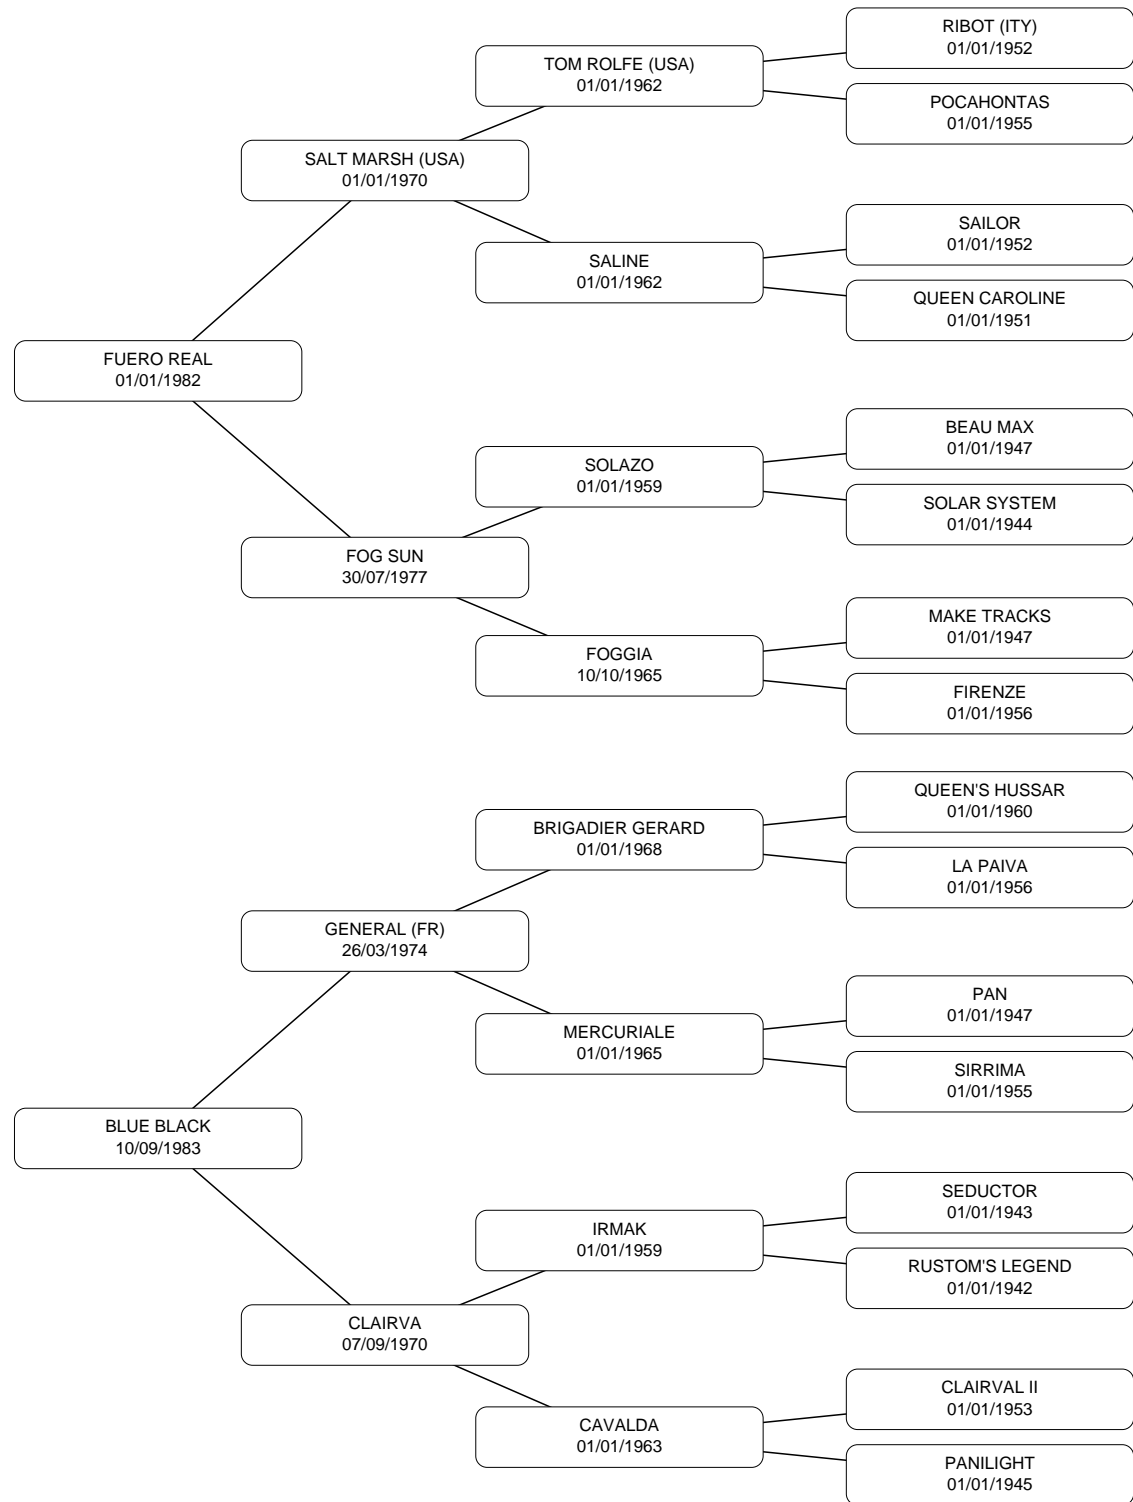 RIBOT (ITY)
01/01/1952
TOM ROLFE (USA)
01/01/1962
POCAHONTAS
01/01/1955
SALT MARSH (USA)
01/01/1970
SAILOR
01/01/1952
SALINE
01/01/1962
QUEEN CAROLINE
01/01/1951
FUERO REAL
01/01/1982
BEAU MAX
01/01/1947
SOLAZO
01/01/1959
SOLAR SYSTEM
01/01/1944
FOG SUN
30/07/1977
MAKE TRACKS
01/01/1947
FOGGIA
10/10/1965
FIRENZE
01/01/1956
QUEEN'S HUSSAR
01/01/1960
BRIGADIER GERARD
01/01/1968
LA PAIVA
01/01/1956
GENERAL (FR)
26/03/1974
PAN
01/01/1947
MERCURIALE
01/01/1965
SIRRIMA
01/01/1955
BLUE BLACK
10/09/1983
SEDUCTOR
01/01/1943
IRMAK
01/01/1959
RUSTOM'S LEGEND
01/01/1942
CLAIRVA
07/09/1970
CLAIRVAL II
01/01/1953
CAVALDA
01/01/1963
PANILIGHT
01/01/1945